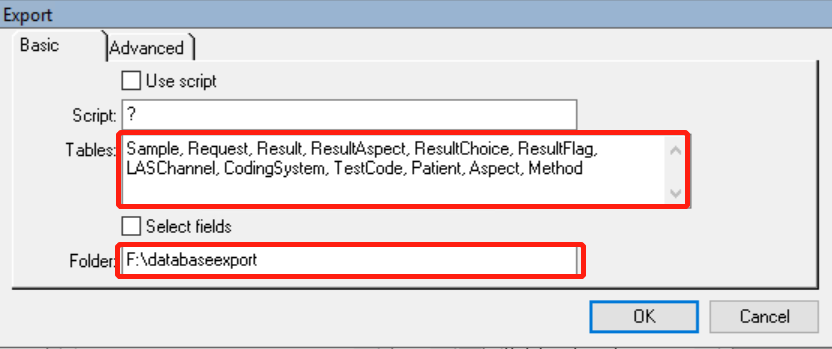 Export
Basic
Advanced
Use script
Script: ?
Tables: Sample, Request, Result, ResultAspect, ResultChoice, ResultFlag,
LASChannel, CodingSystem, TestCode, Patient, Aspect, Method
Select fields
Folder: F:\databaseexport
OK
Cancel